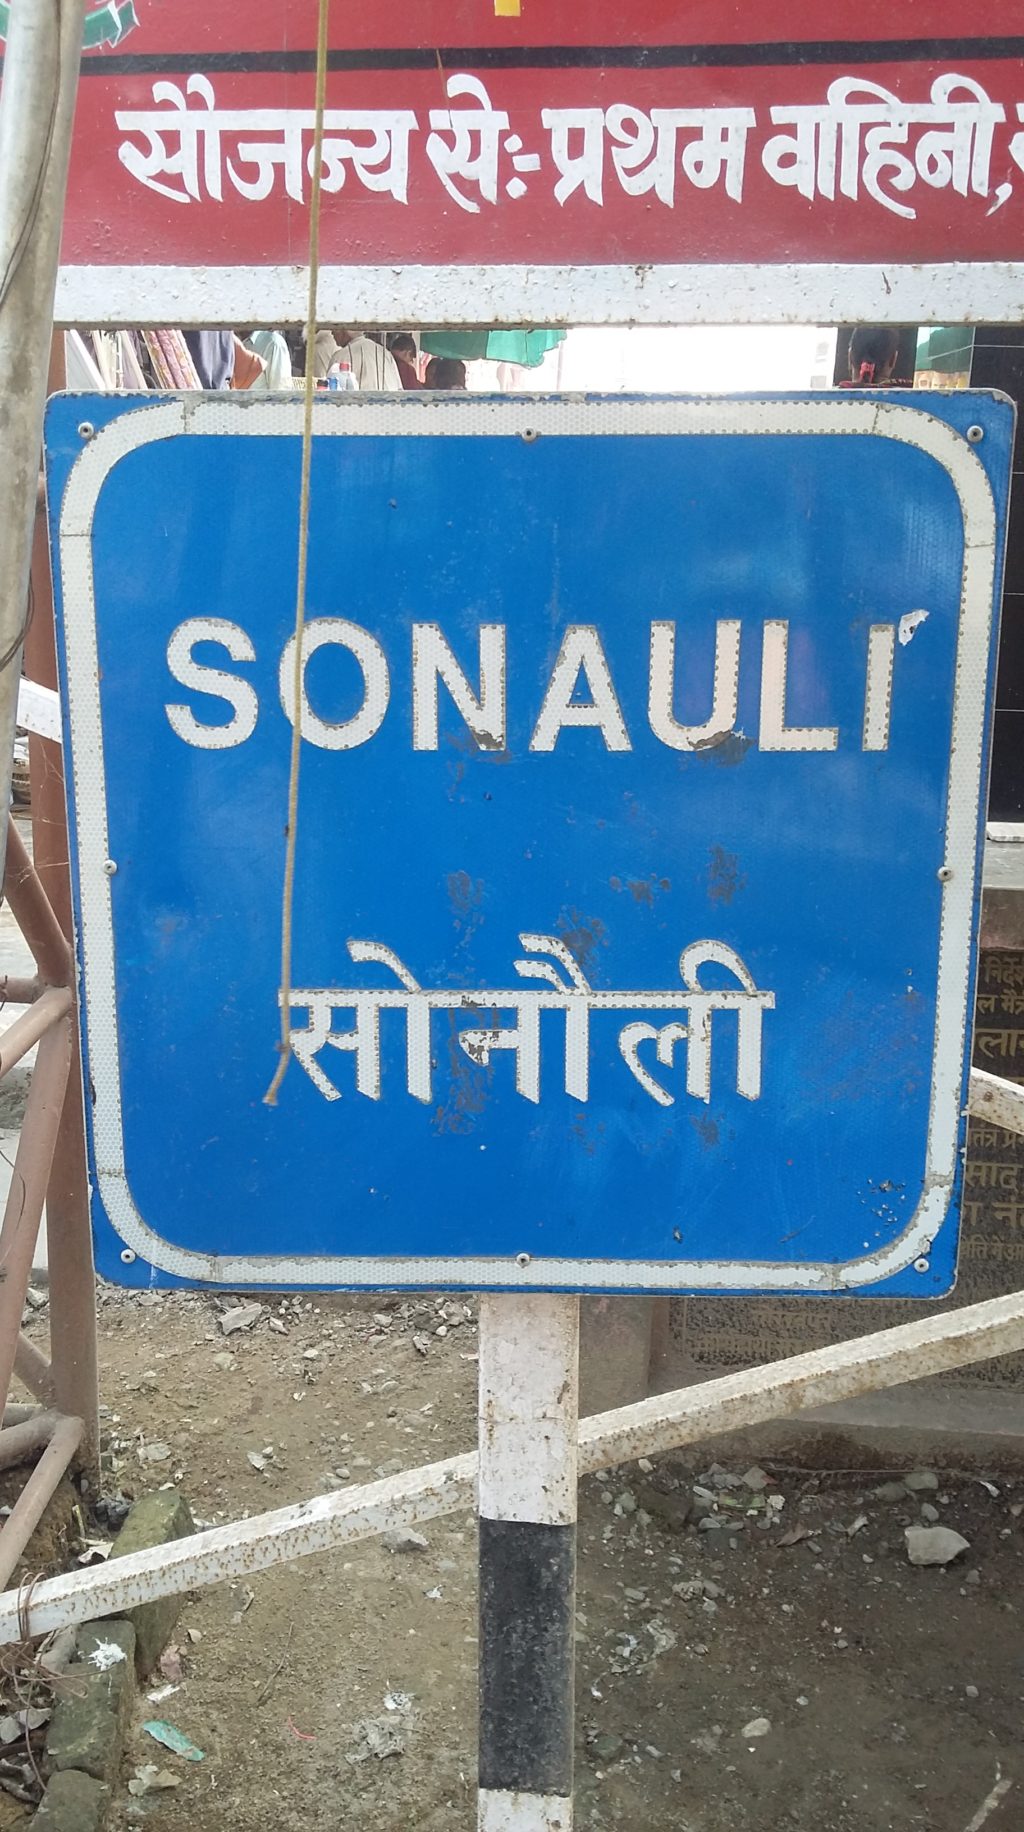 सौजन्य से:- प्रथम वाहिनी,
SONAULI
सोनौली